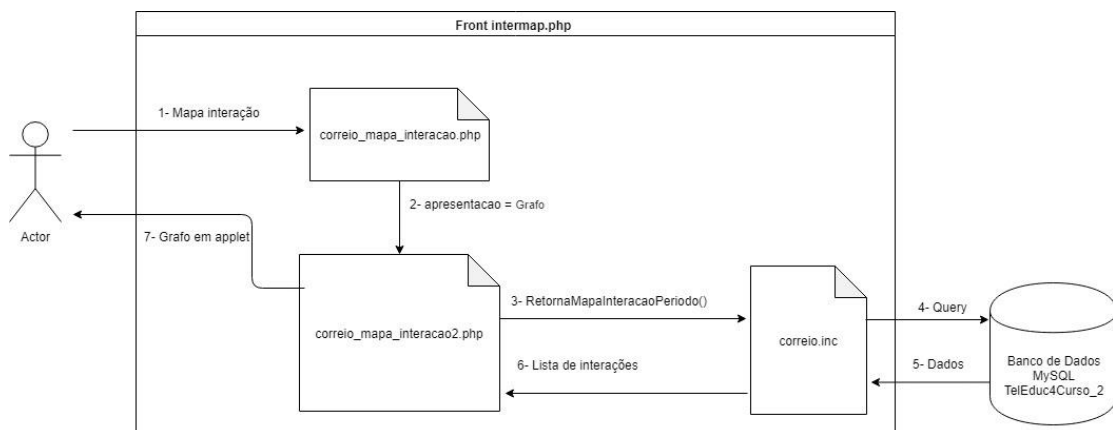 Front intermap.php
1- Mapa interação
correio_mapa_interacao.php
2- apresentacao = Grafo
Actor
7- Grafo em applet
3- RetornaMapaInteracaoPeriodo()
4- Query
correio_mapa_interacao2.php
correio.inc
6- Lista de interações
5- Dados
Banco de Dados
MySQL
TelEduc4Curso_2